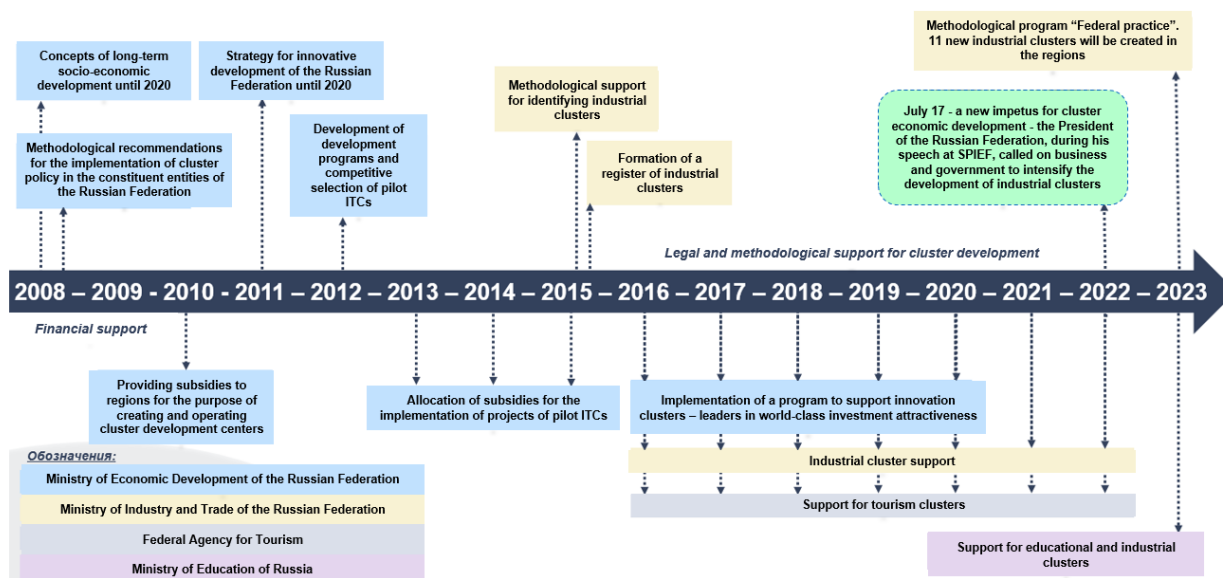 Concepts of long-term
socio-economic
development until 2020
Strategy for innovative
development of the Russian
Federation until 2020
Methodological recommendations
for the implementation of cluster
policy in the constituent entities of
the Russian Federation
Development of
development
programs and
competitive
selection of pilot
ITCs
Methodological support
for identifying industrial
clusters
Formation of a
register of industrial
clusters
Methodological program “Federal practice”.
11 new industrial clusters will be created in
the regions
July 17 - a new impetus for cluster
economic development - the President
of the Russian Federation, during his
speech at SPIEF, called on business
and government to intensify the
development of industrial clusters
Legal and methodological support for cluster development
2008 – 2009 - 2010 - 2011 – 2012 – 2013 – 2014 – 2015 – 2016 – 2017 – 2018 – 2019 – 2020 – 2021 – 2022 – 2023
Financial support
Providing subsidies to
regions for the purpose of
creating and operating
cluster development centers
Allocation of subsidies for the
implementation of projects of pilot ITCs
Implementation of a program to support innovation
clusters – leaders in world-class investment attractiveness
Industrial cluster support
Support for tourism clusters
Support for educational and industrial
clusters
Обозначения:
Ministry of Economic Development of the Russian Federation
Ministry of Industry and Trade of the Russian Federation
Federal Agency for Tourism
Ministry of Education of Russia